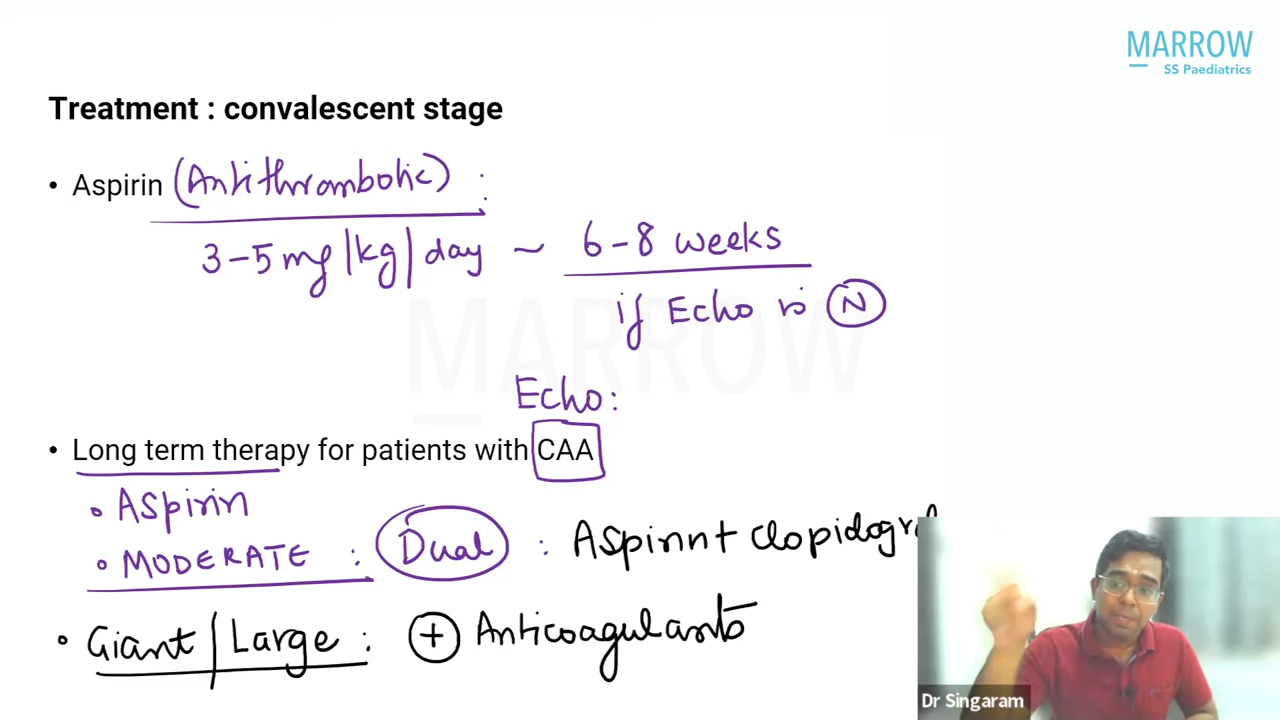 MARROW
SS Paediatrics
Treatment : convalescent stage
• Aspirin (Antithrombotic) :
3-5 mg/kg/day ~ 6-8 weeks
if Echo is N
MARROW
Echo:
• Long term therapy for patients with CAA
• Aspirin
• MODERATE : Dual : Aspirin + clopidogrel
• Giant/Large : + Anticoagulants
Dr Singaram